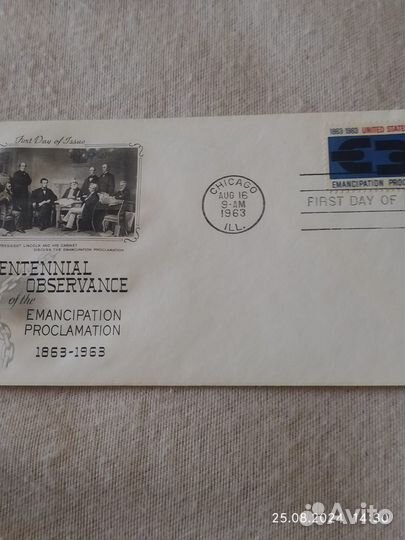 First Day of Issue
PRESIDENT LINCOLN AND HIS CABINET
DISCUSS THE EMANCIPATION PROCLAMATION
ENTENNIAL
OBSERVANCE
of the
EMANCIPATION
PROCLAMATION
1863-1963
CHICAGO
AUG 16
9-AM
1963
ILL.
1863-1963 UNITED STATES
EMANCIPATION PROC
FIRST DAY OF
25.08.2024 14:30
Avito